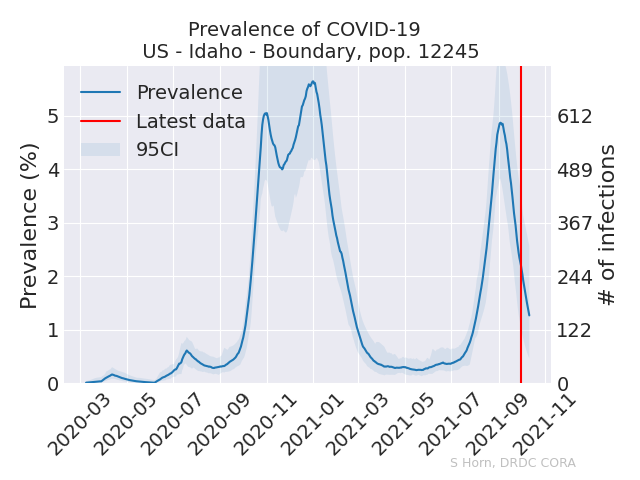 Prevalence of COVID-19
US - Idaho - Boundary, pop. 12245
Prevalence
Latest data
95CI
Prevalence (%)
5
4
3
2
1
0
# of infections
612
489
367
244
122
0
2020-03
2020-05
2020-07
2020-09
2020-11
2021-01
2021-03
2021-05
2021-07
2021-09
2021-11
S Horn, DRDC CORA